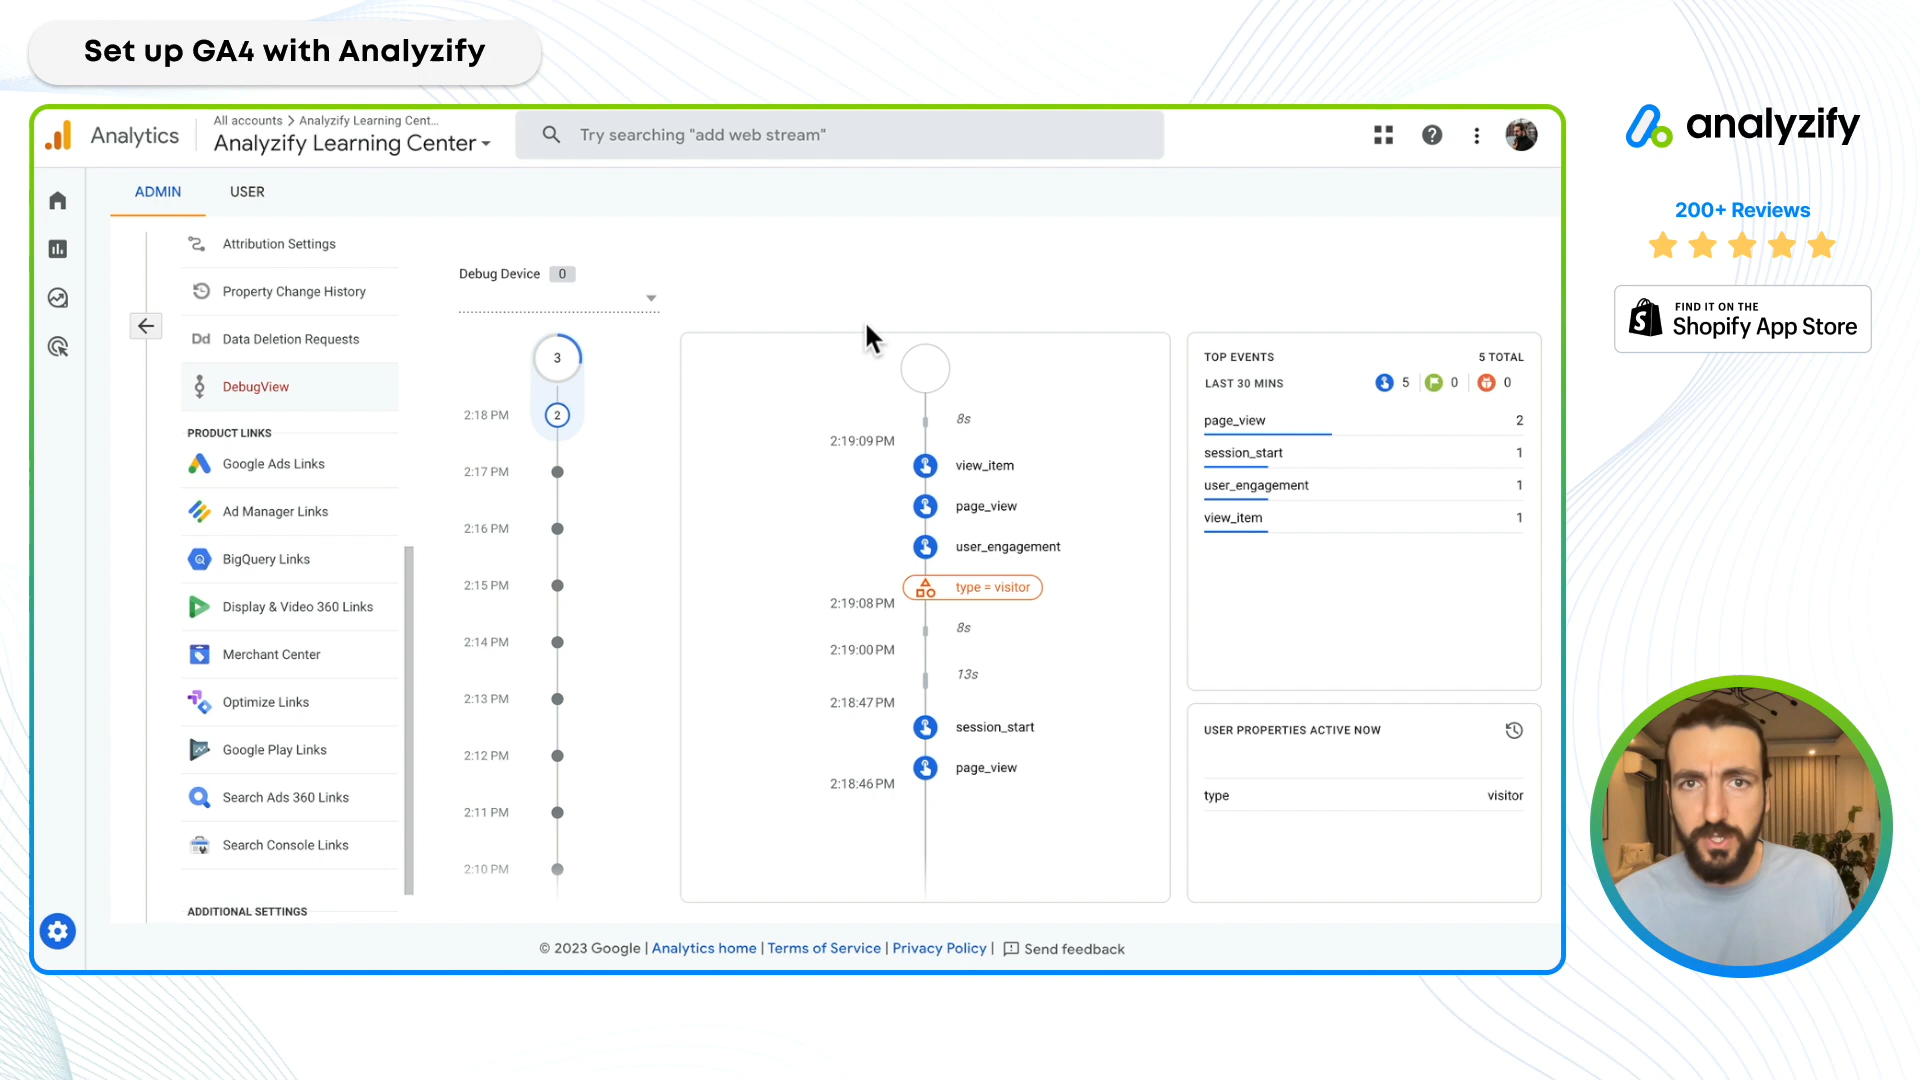 Set up GA4 with Analyzify
Analytics
All accounts > Analyzify Learning Cent...
Analyzify Learning Center
Try searching "add web stream"
ADMIN
USER
Attribution Settings
Property Change History
Dd Data Deletion Requests
DebugView
PRODUCT LINKS
Google Ads Links
Ad Manager Links
BigQuery Links
Display & Video 360 Links
Merchant Center
Optimize Links
Google Play Links
Search Ads 360 Links
Search Console Links
ADDITIONAL SETTINGS
Debug Device 0
3
2:18 PM 2
2:17 PM
2:16 PM
2:15 PM
2:14 PM
2:13 PM
2:12 PM
2:11 PM
2:10 PM
8s
2:19:09 PM
view_item
page_view
user_engagement
type = visitor
2:19:08 PM
8s
2:19:00 PM
13s
2:18:47 PM
session_start
page_view
2:18:46 PM
TOP EVENTS 5 TOTAL
LAST 30 MINS 5 0 0
page_view 2
session_start 1
user_engagement 1
view_item 1
USER PROPERTIES ACTIVE NOW
type visitor
© 2023 Google | Analytics home | Terms of Service | Privacy Policy | Send feedback
analyzify
200+ Reviews
FIND IT ON THE
Shopify App Store